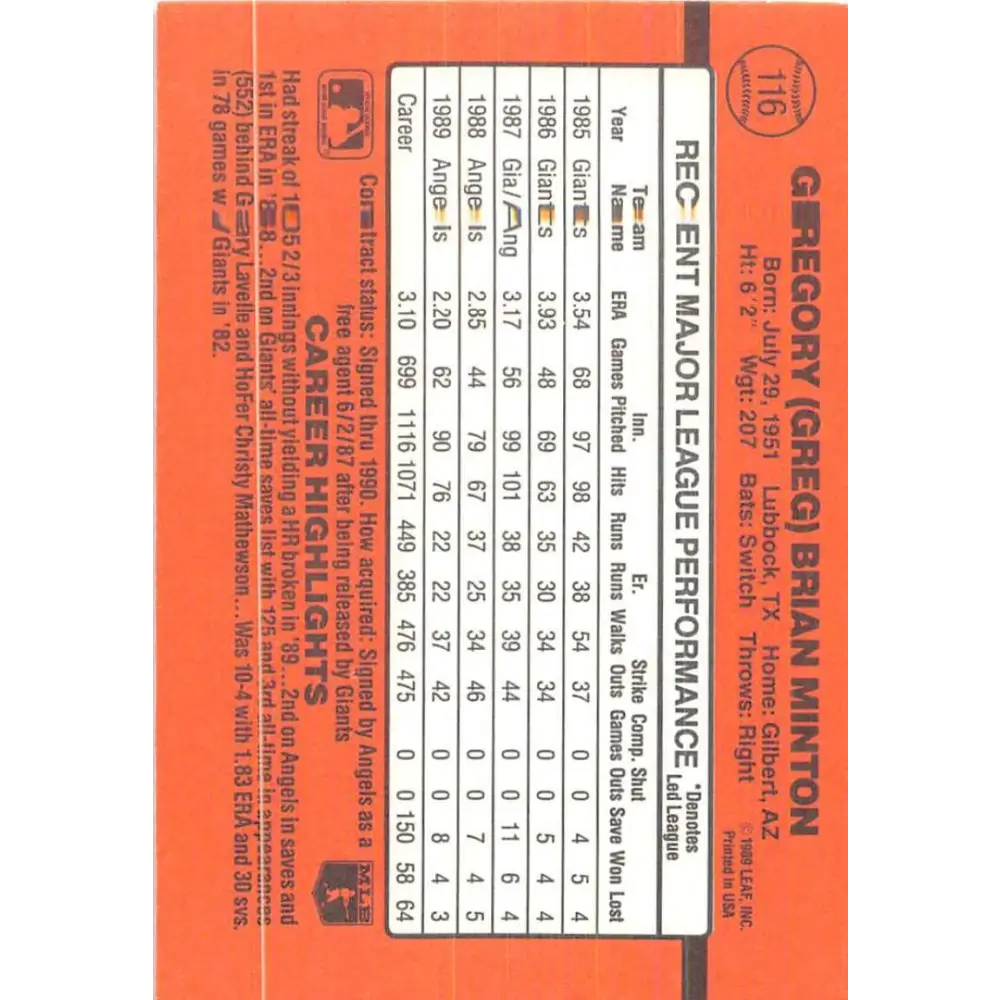 116
GREGORY (GREG) BRIAN MINTON
Born: July 29, 1951 Lubbock, TX Home: Gilbert, AZ
Ht: 6'2" Wgt: 207 Bats: Switch Throws: Right
© 1989 LEAF, INC.
Printed in USA
RECENT MAJOR LEAGUE PERFORMANCE *Denotes Led League
Year Team Name ERA Games Inn. Pitched Hits Runs Er. Runs Walks Strike Outs Comp. Games Shut Outs Save Won Lost
1985 Giants 3.54 68 97 98 42 38 54 37 0 0 4 5 4
1986 Giants 3.93 48 69 63 35 30 34 34 0 0 5 4 4
1987 Gia/Ang 3.17 56 99 101 38 35 39 44 0 0 11 6 4
1988 Angels 2.85 44 79 67 37 25 34 46 0 0 7 4 5
1989 Angels 2.20 62 90 76 22 22 37 42 0 0 8 4 3
Career 3.10 699 1116 1071 449 385 476 475 0 0 150 58 64
MLB
Contract status: Signed thru 1990. How acquired: Signed by Angels as a
free agent 6/2/87 after being released by Giants
CAREER HIGHLIGHTS
Had streak of 105 2/3 innings without yielding a HR broken in '89...2nd on Angels in saves and
1st in ERA in '88...2nd on Giants' all-time saves list with 125 and 3rd all-time in appearances
(552) behind Gary Lavelle and HoFer Christy Mathewson...Was 10-4 with 1.83 ERA and 30 svs.
in 78 games w/Giants in '82.